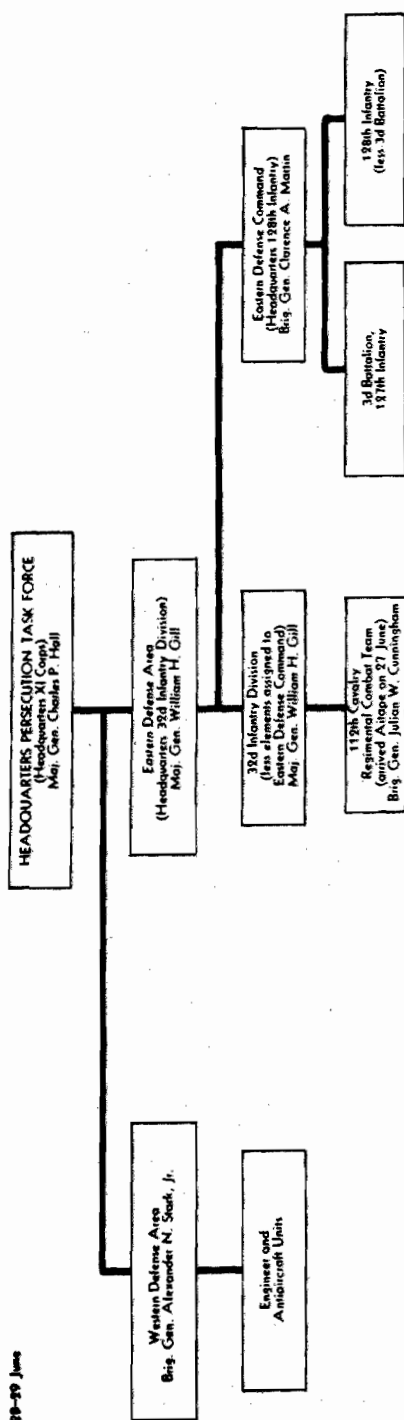 28-29 June
HEADQUARTERS PERSECUTION TASK FORCE
(Headquarters XI Corps)
Maj. Gen. Charles P. Hall
Western Defense Area
Brig. Gen. Alexander N. Stark, Jr.
Engineer and
Antiaircraft Units
Eastern Defense Area
(Headquarters 32d Infantry Division)
Maj. Gen. William H. Gill
32d Infantry Division
(less elements assigned to
Eastern Defense Command)
Maj. Gen. William H. Gill
112th Cavalry
Regimental Combat Team
(arrived Aitape on 27 June)
Brig. Gen. Julian W. Cunningham
Eastern Defense Command
(Headquarters 128th Infantry)
Brig. Gen. Clarence A. Martin
3d Battalion,
127th Infantry
128th Infantry
(less 3d Battalion)